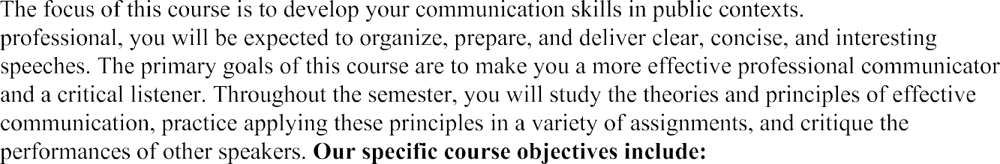 The focus of this course is to develop your communication skills in public contexts.
professional, you will be expected to organize, prepare, and deliver clear, concise, and interesting
speeches. The primary goals of this course are to make you a more effective professional communicator
and a critical listener. Throughout the semester, you will study the theories and principles of effective
communication, practice applying these principles in a variety of assignments, and critique the
performances of other speakers. Our specific course objectives include: